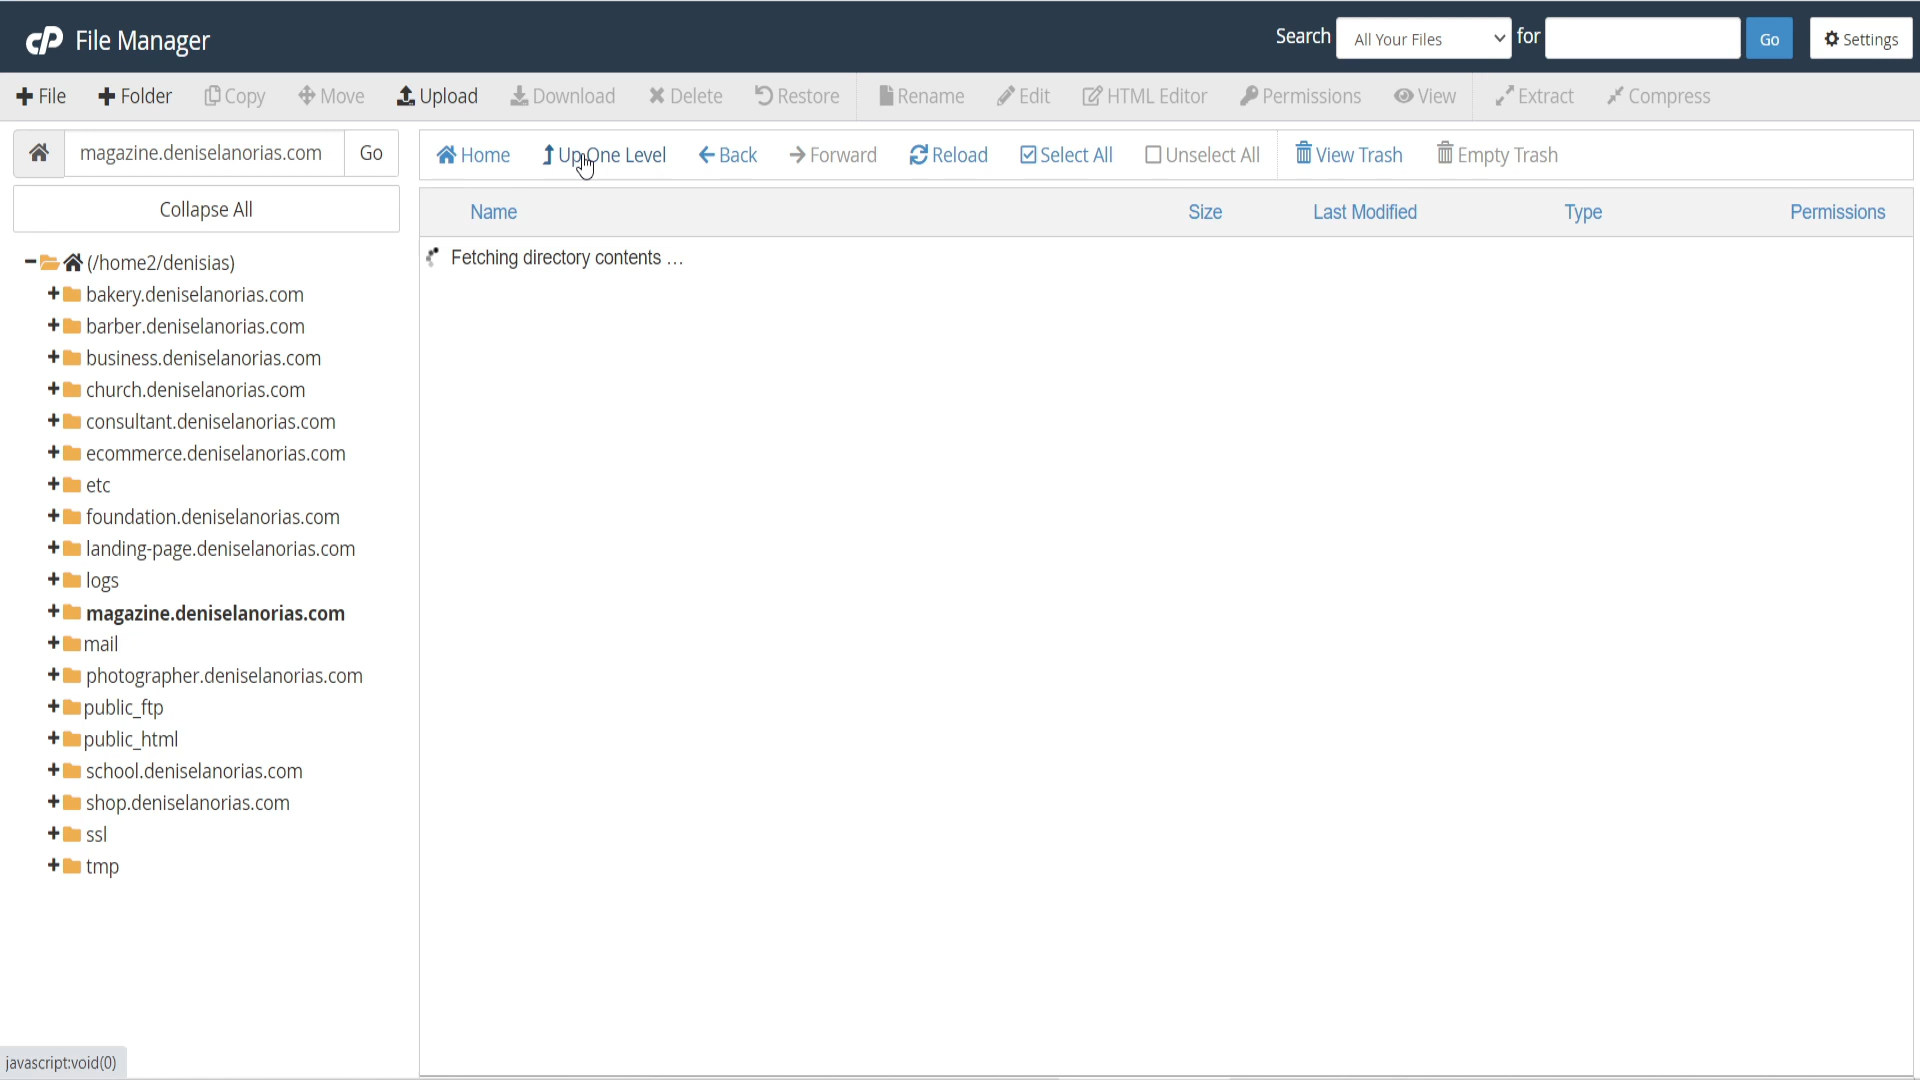 cP File Manager
Search All Your Files for Go Settings
File Folder Copy Move Upload Download Delete Restore Rename Edit HTML Editor Permissions View Extract Compress
magazine.deniselanorias.com Go
Home Up One Level Back Forward Reload Select All Unselect All View Trash Empty Trash
Collapse All
Name Size Last Modified Type Permissions
Fetching directory contents ...
(/home2/denisias)
bakery.deniselanorias.com
barber.deniselanorias.com
business.deniselanorias.com
church.deniselanorias.com
consultant.deniselanorias.com
ecommerce.deniselanorias.com
etc
foundation.deniselanorias.com
landing-page.deniselanorias.com
logs
magazine.deniselanorias.com
mail
photographer.deniselanorias.com
public_ftp
public_html
school.deniselanorias.com
shop.deniselanorias.com
ssl
tmp
javascript:void(0)